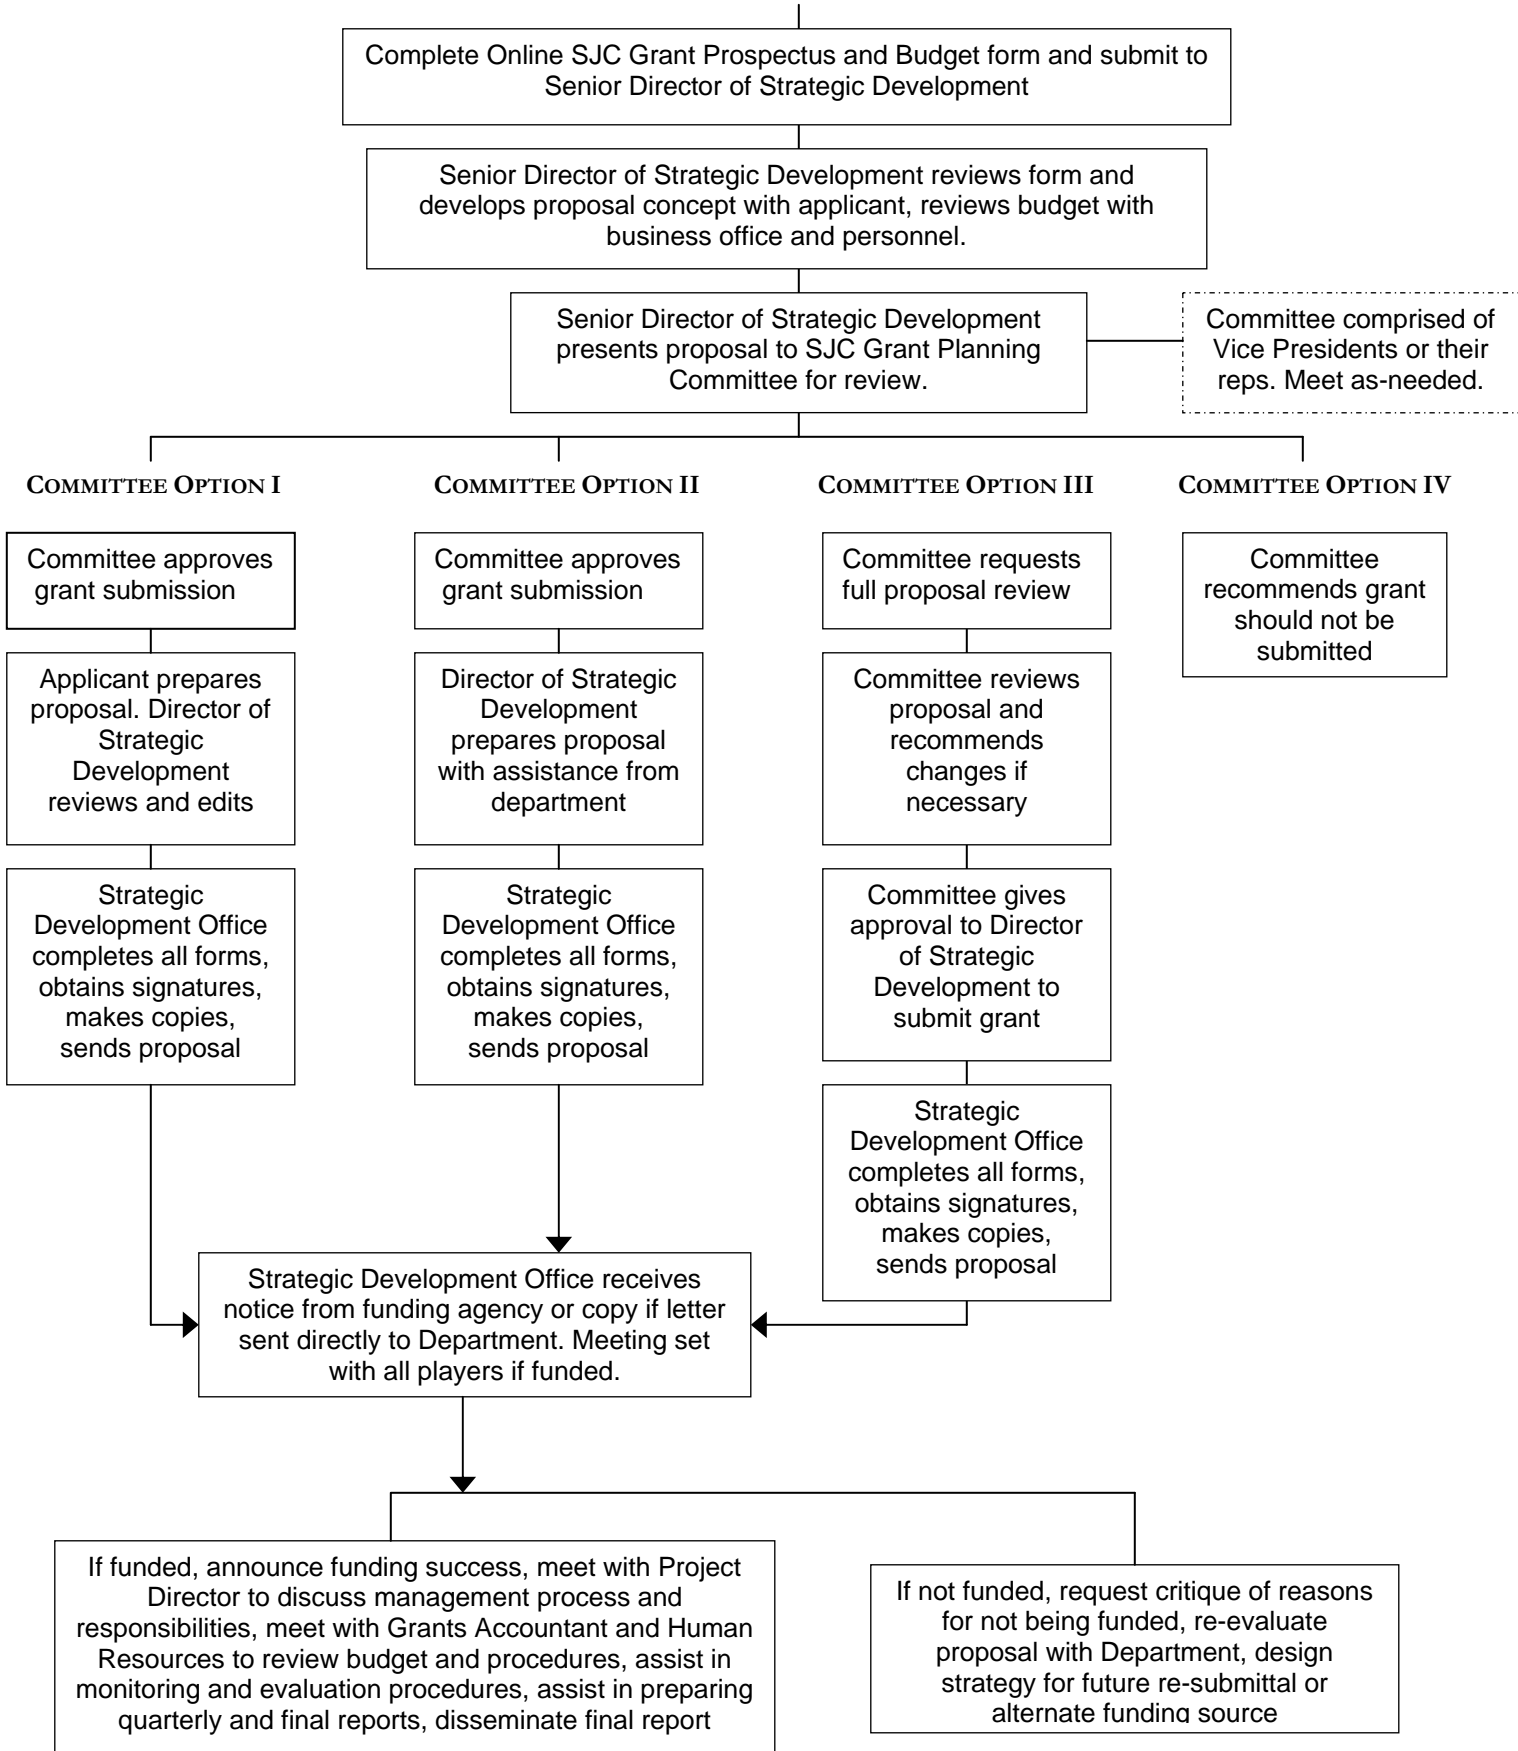 Complete Online SJC Grant Prospectus and Budget form and submit to
Senior Director of Strategic Development
Senior Director of Strategic Development reviews form and
develops proposal concept with applicant, reviews budget with
business office and personnel.
Senior Director of Strategic Development
presents proposal to SJC Grant Planning
Committee for review.
Committee comprised of
Vice Presidents or their
reps. Meet as-needed.
COMMITTEE OPTION I
Committee approves
grant submission
Applicant prepares
proposal. Director of
Strategic
Development
reviews and edits
Strategic
Development Office
completes all forms,
obtains signatures,
makes copies,
sends proposal
COMMITTEE OPTION II
Committee approves
grant submission
Director of Strategic
Development
prepares proposal
with assistance from
department
Strategic
Development Office
completes all forms,
obtains signatures,
makes copies,
sends proposal
COMMITTEE OPTION III
Committee requests
full proposal review
Committee reviews
proposal and
recommends
changes if
necessary
Committee gives
approval to Director
of Strategic
Development to
submit grant
Strategic
Development Office
completes all forms,
obtains signatures,
makes copies,
sends proposal
COMMITTEE OPTION IV
Committee
recommends grant
should not be
submitted
Strategic Development Office receives
notice from funding agency or copy if letter
sent directly to Department. Meeting set
with all players if funded.
If funded, announce funding success, meet with Project
Director to discuss management process and
responsibilities, meet with Grants Accountant and Human
Resources to review budget and procedures, assist in
monitoring and evaluation procedures, assist in preparing
quarterly and final reports, disseminate final report
If not funded, request critique of reasons
for not being funded, re-evaluate
proposal with Department, design
strategy for future re-submittal or
alternate funding source